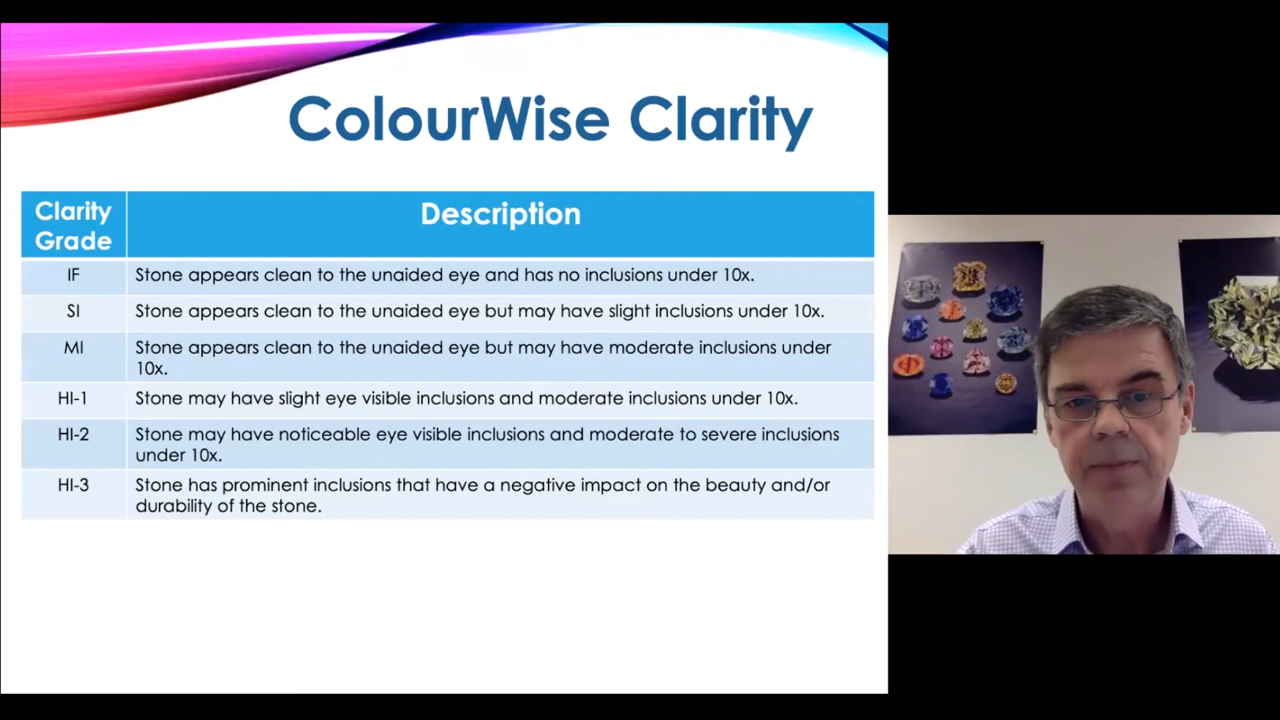 ColourWise Clarity
Clarity
Grade
Description
IF
Stone appears clean to the unaided eye and has no inclusions under 10x.
SI
Stone appears clean to the unaided eye but may have slight inclusions under 10x.
MI
Stone appears clean to the unaided eye but may have moderate inclusions under
10x.
HI-1
Stone may have slight eye visible inclusions and moderate inclusions under 10x.
HI-2
Stone may have noticeable eye visible inclusions and moderate to severe inclusions
under 10x.
HI-3
Stone has prominent inclusions that have a negative impact on the beauty and/or
durability of the stone.